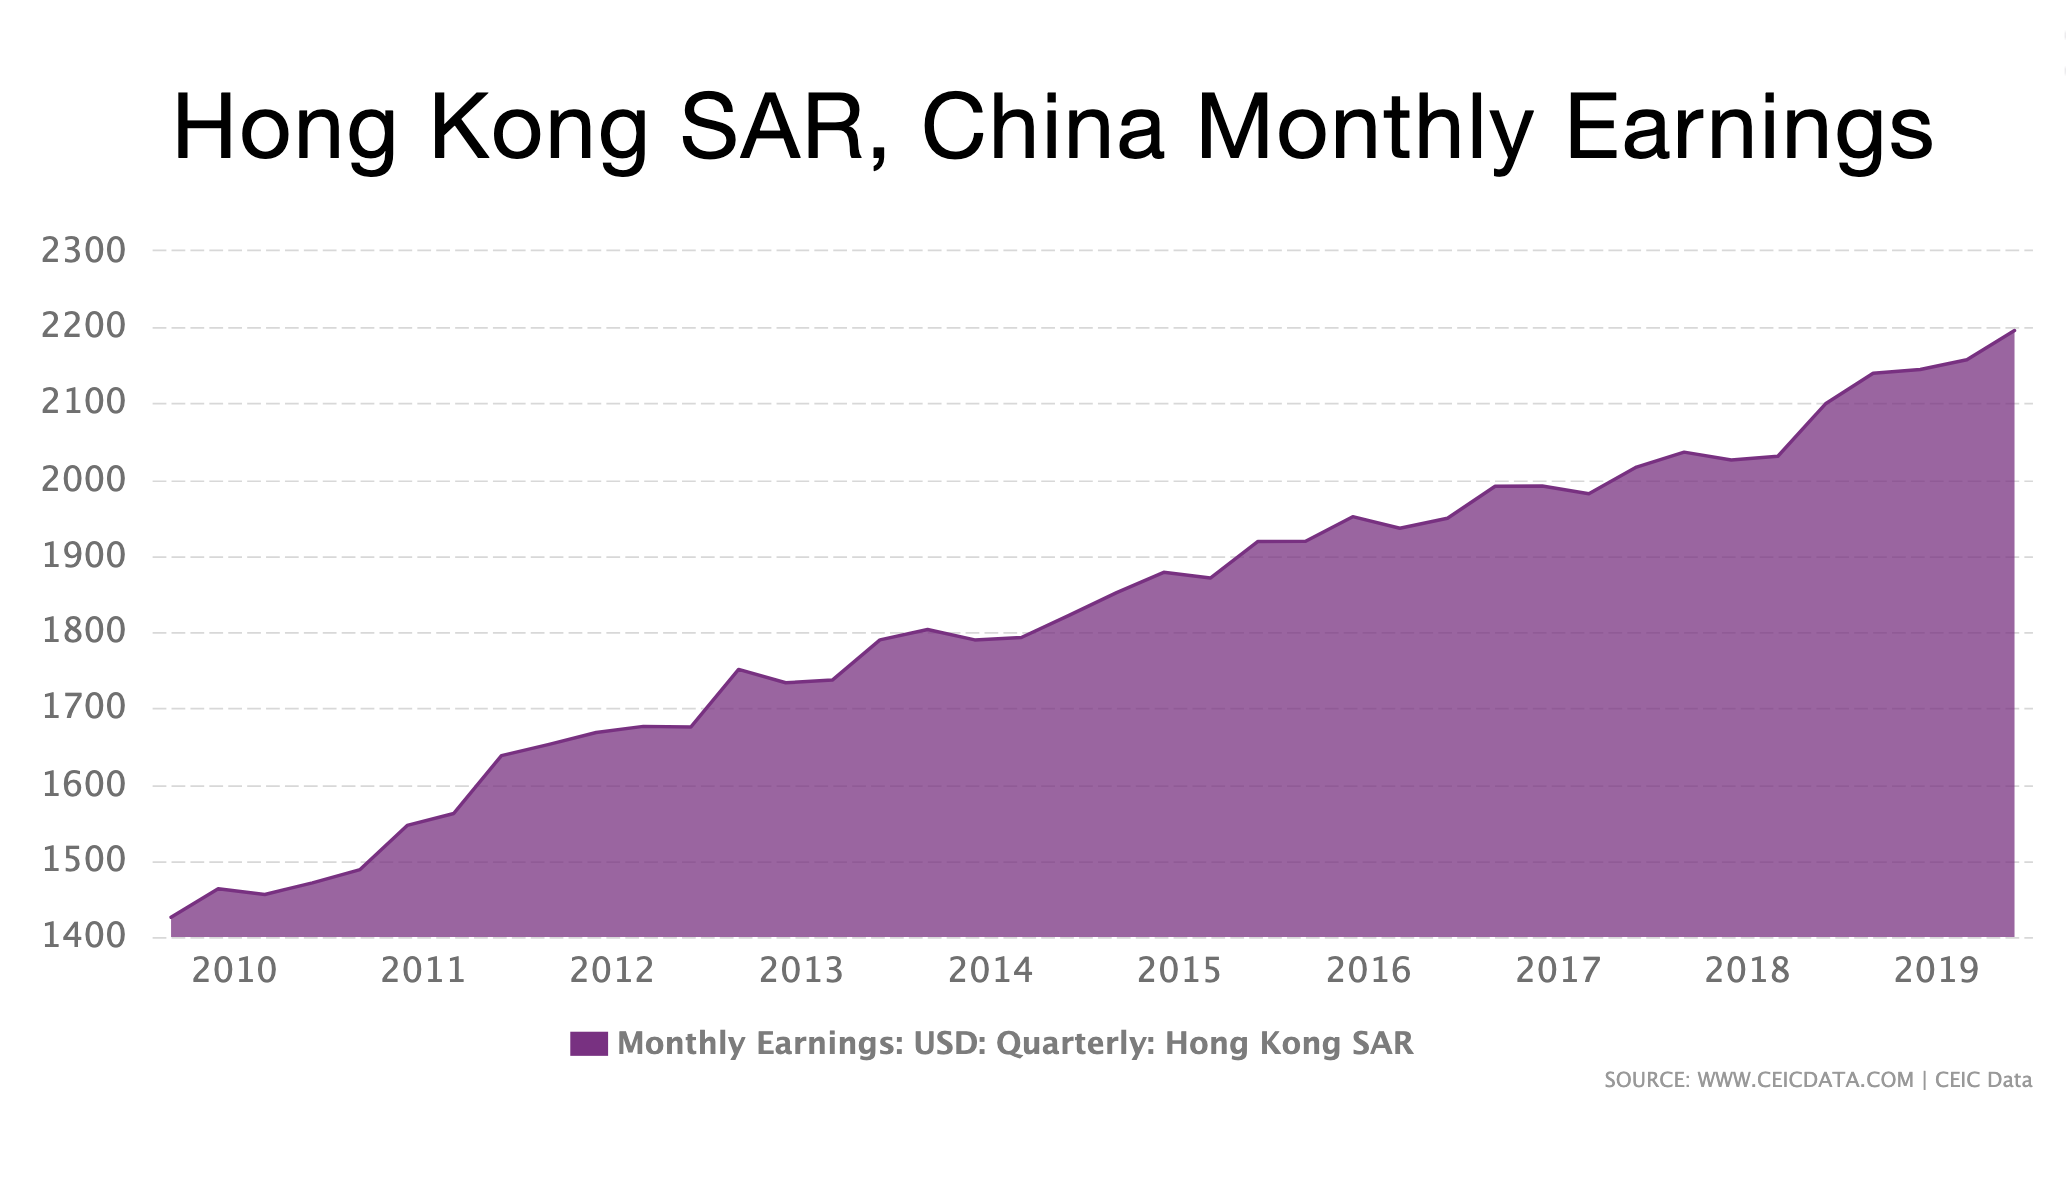 Hong Kong SAR, China Monthly Earnings
2300
2200
2100
2000
1900
1800
1700
1600
1500
1400
2010 2011 2012 2013 2014 2015 2016 2017 2018 2019
Monthly Earnings: USD: Quarterly: Hong Kong SAR
SOURCE: WWW.CEICDATA.COM | CEIC Data